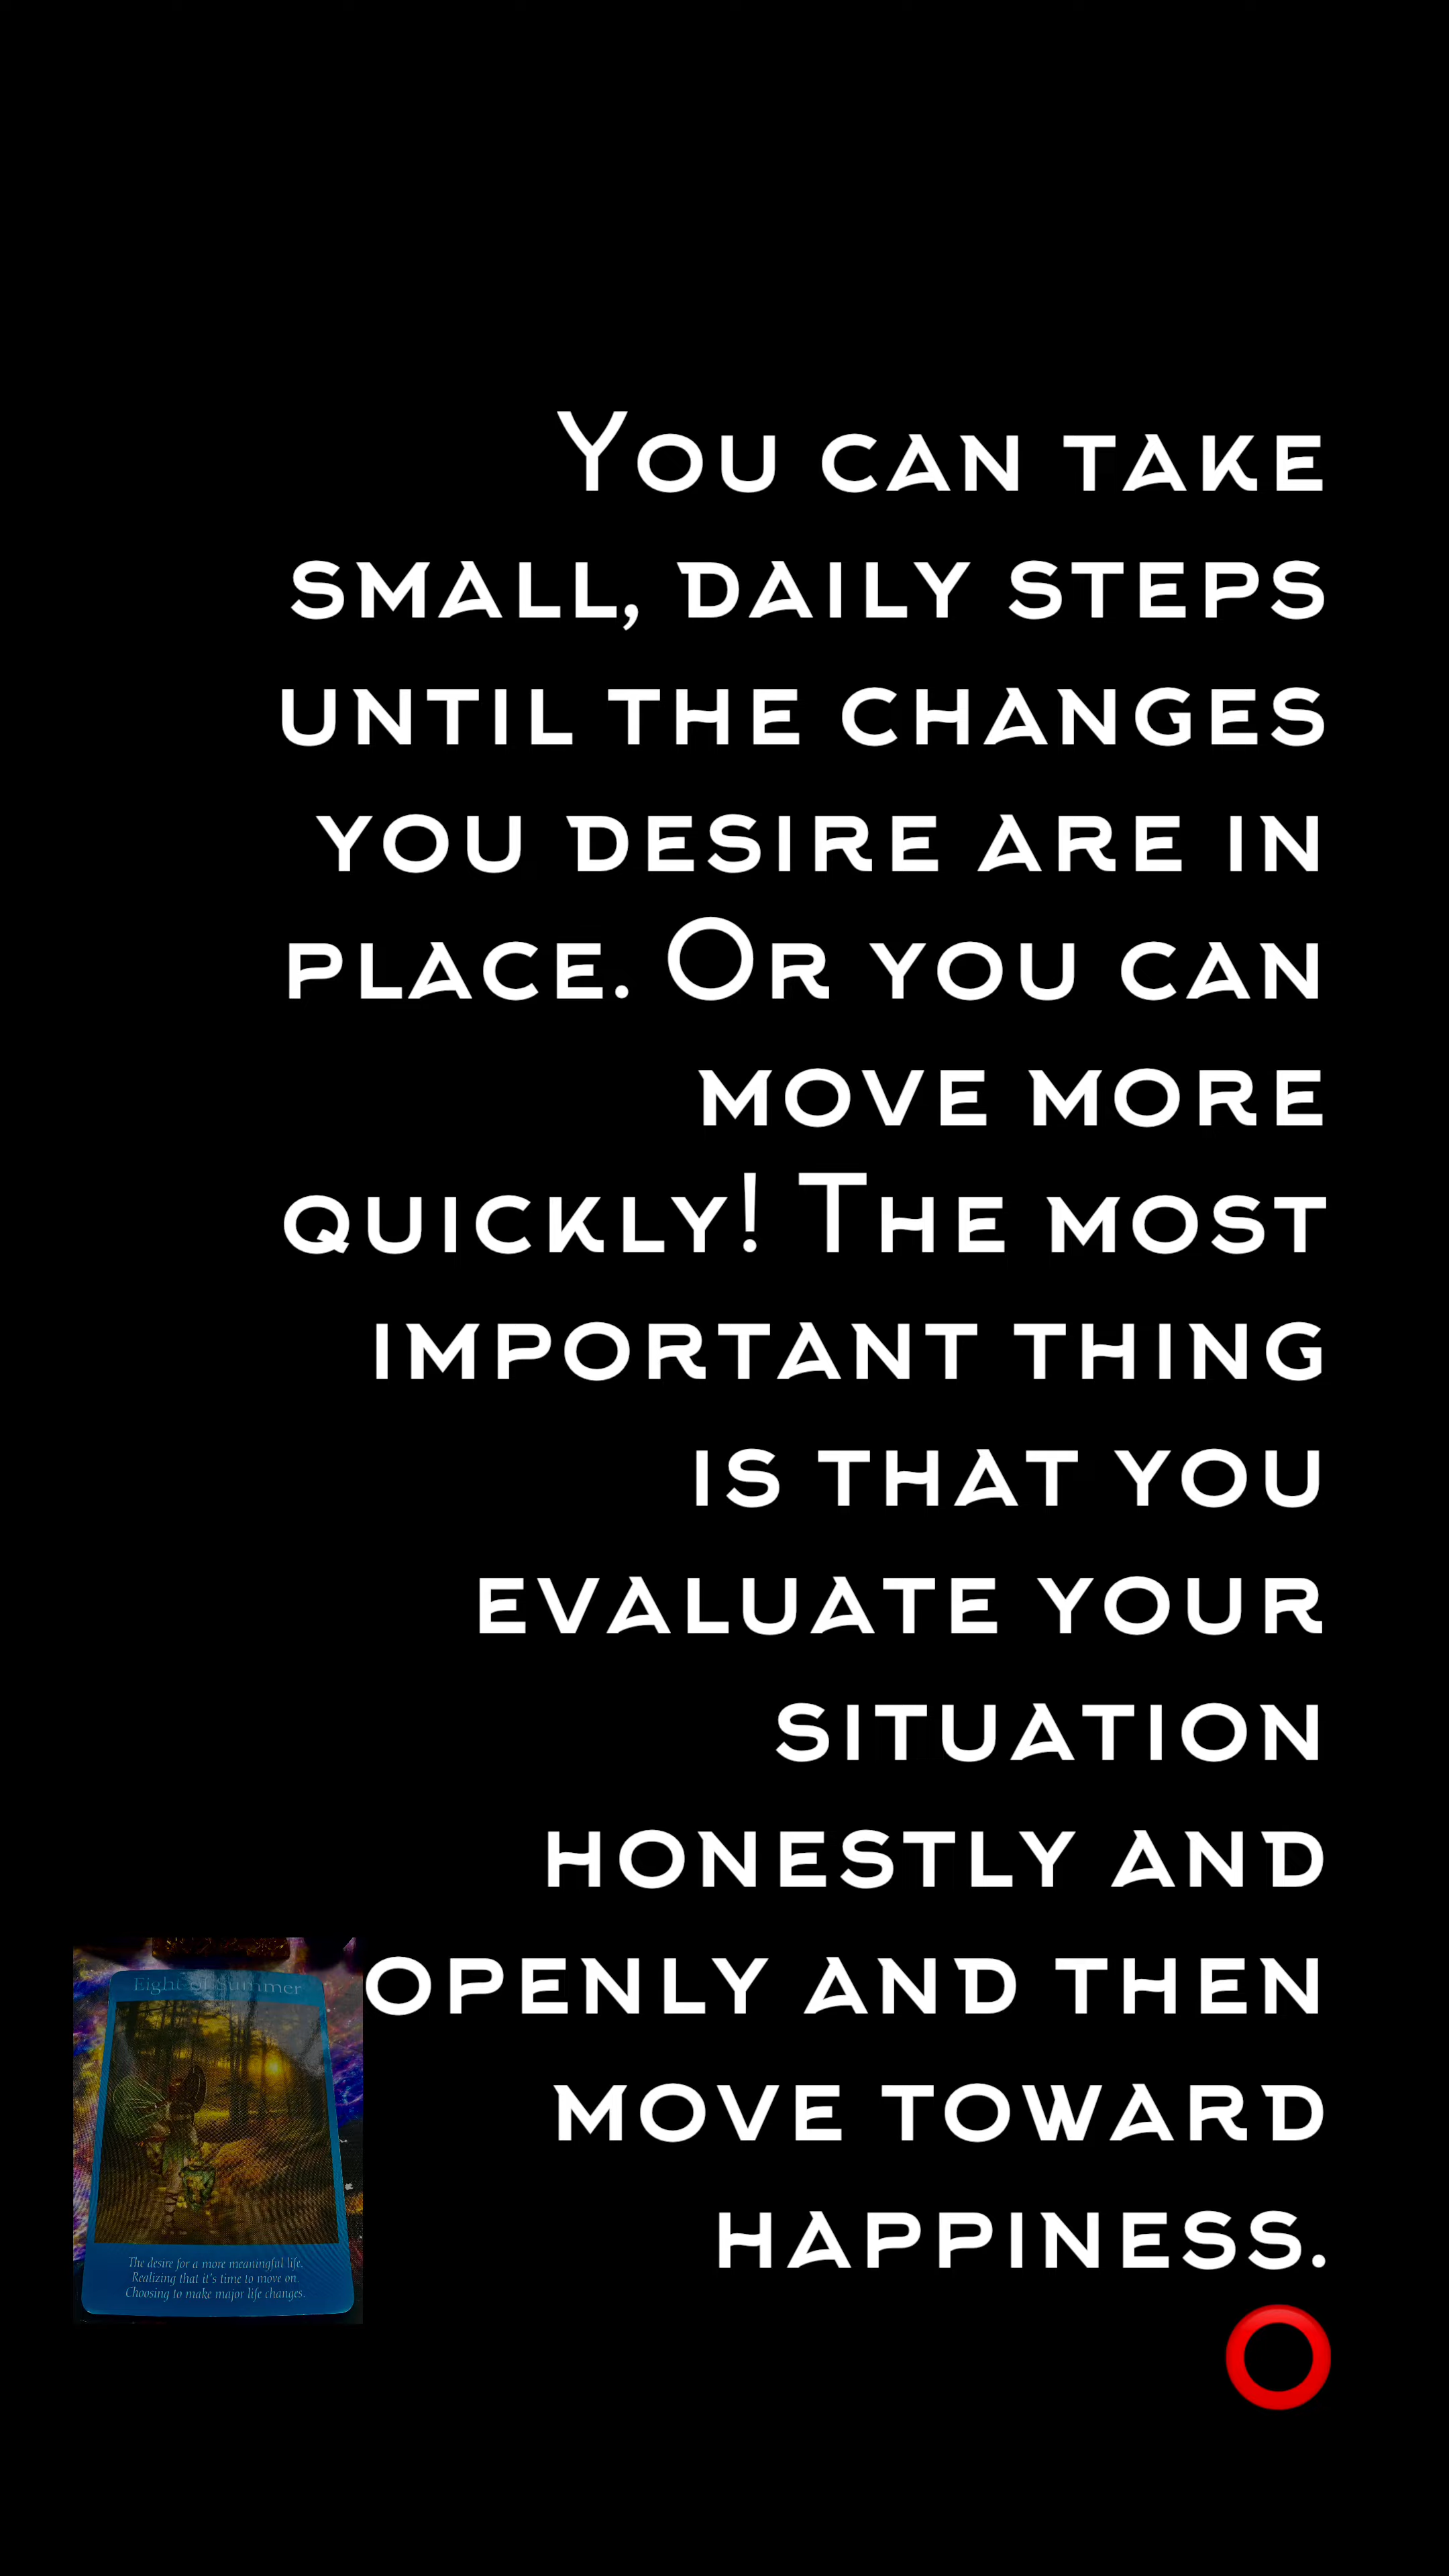 You can take
small, daily steps
until the changes
you desire are in
place. Or you can
move more
quickly! The most
important thing
is that you
evaluate your
situation
honestly and
openly and then
move toward
happiness.
Eight of Summer
The desire for a more meaningful life.
Realizing that it's time to move on.
Choosing to make major life changes.